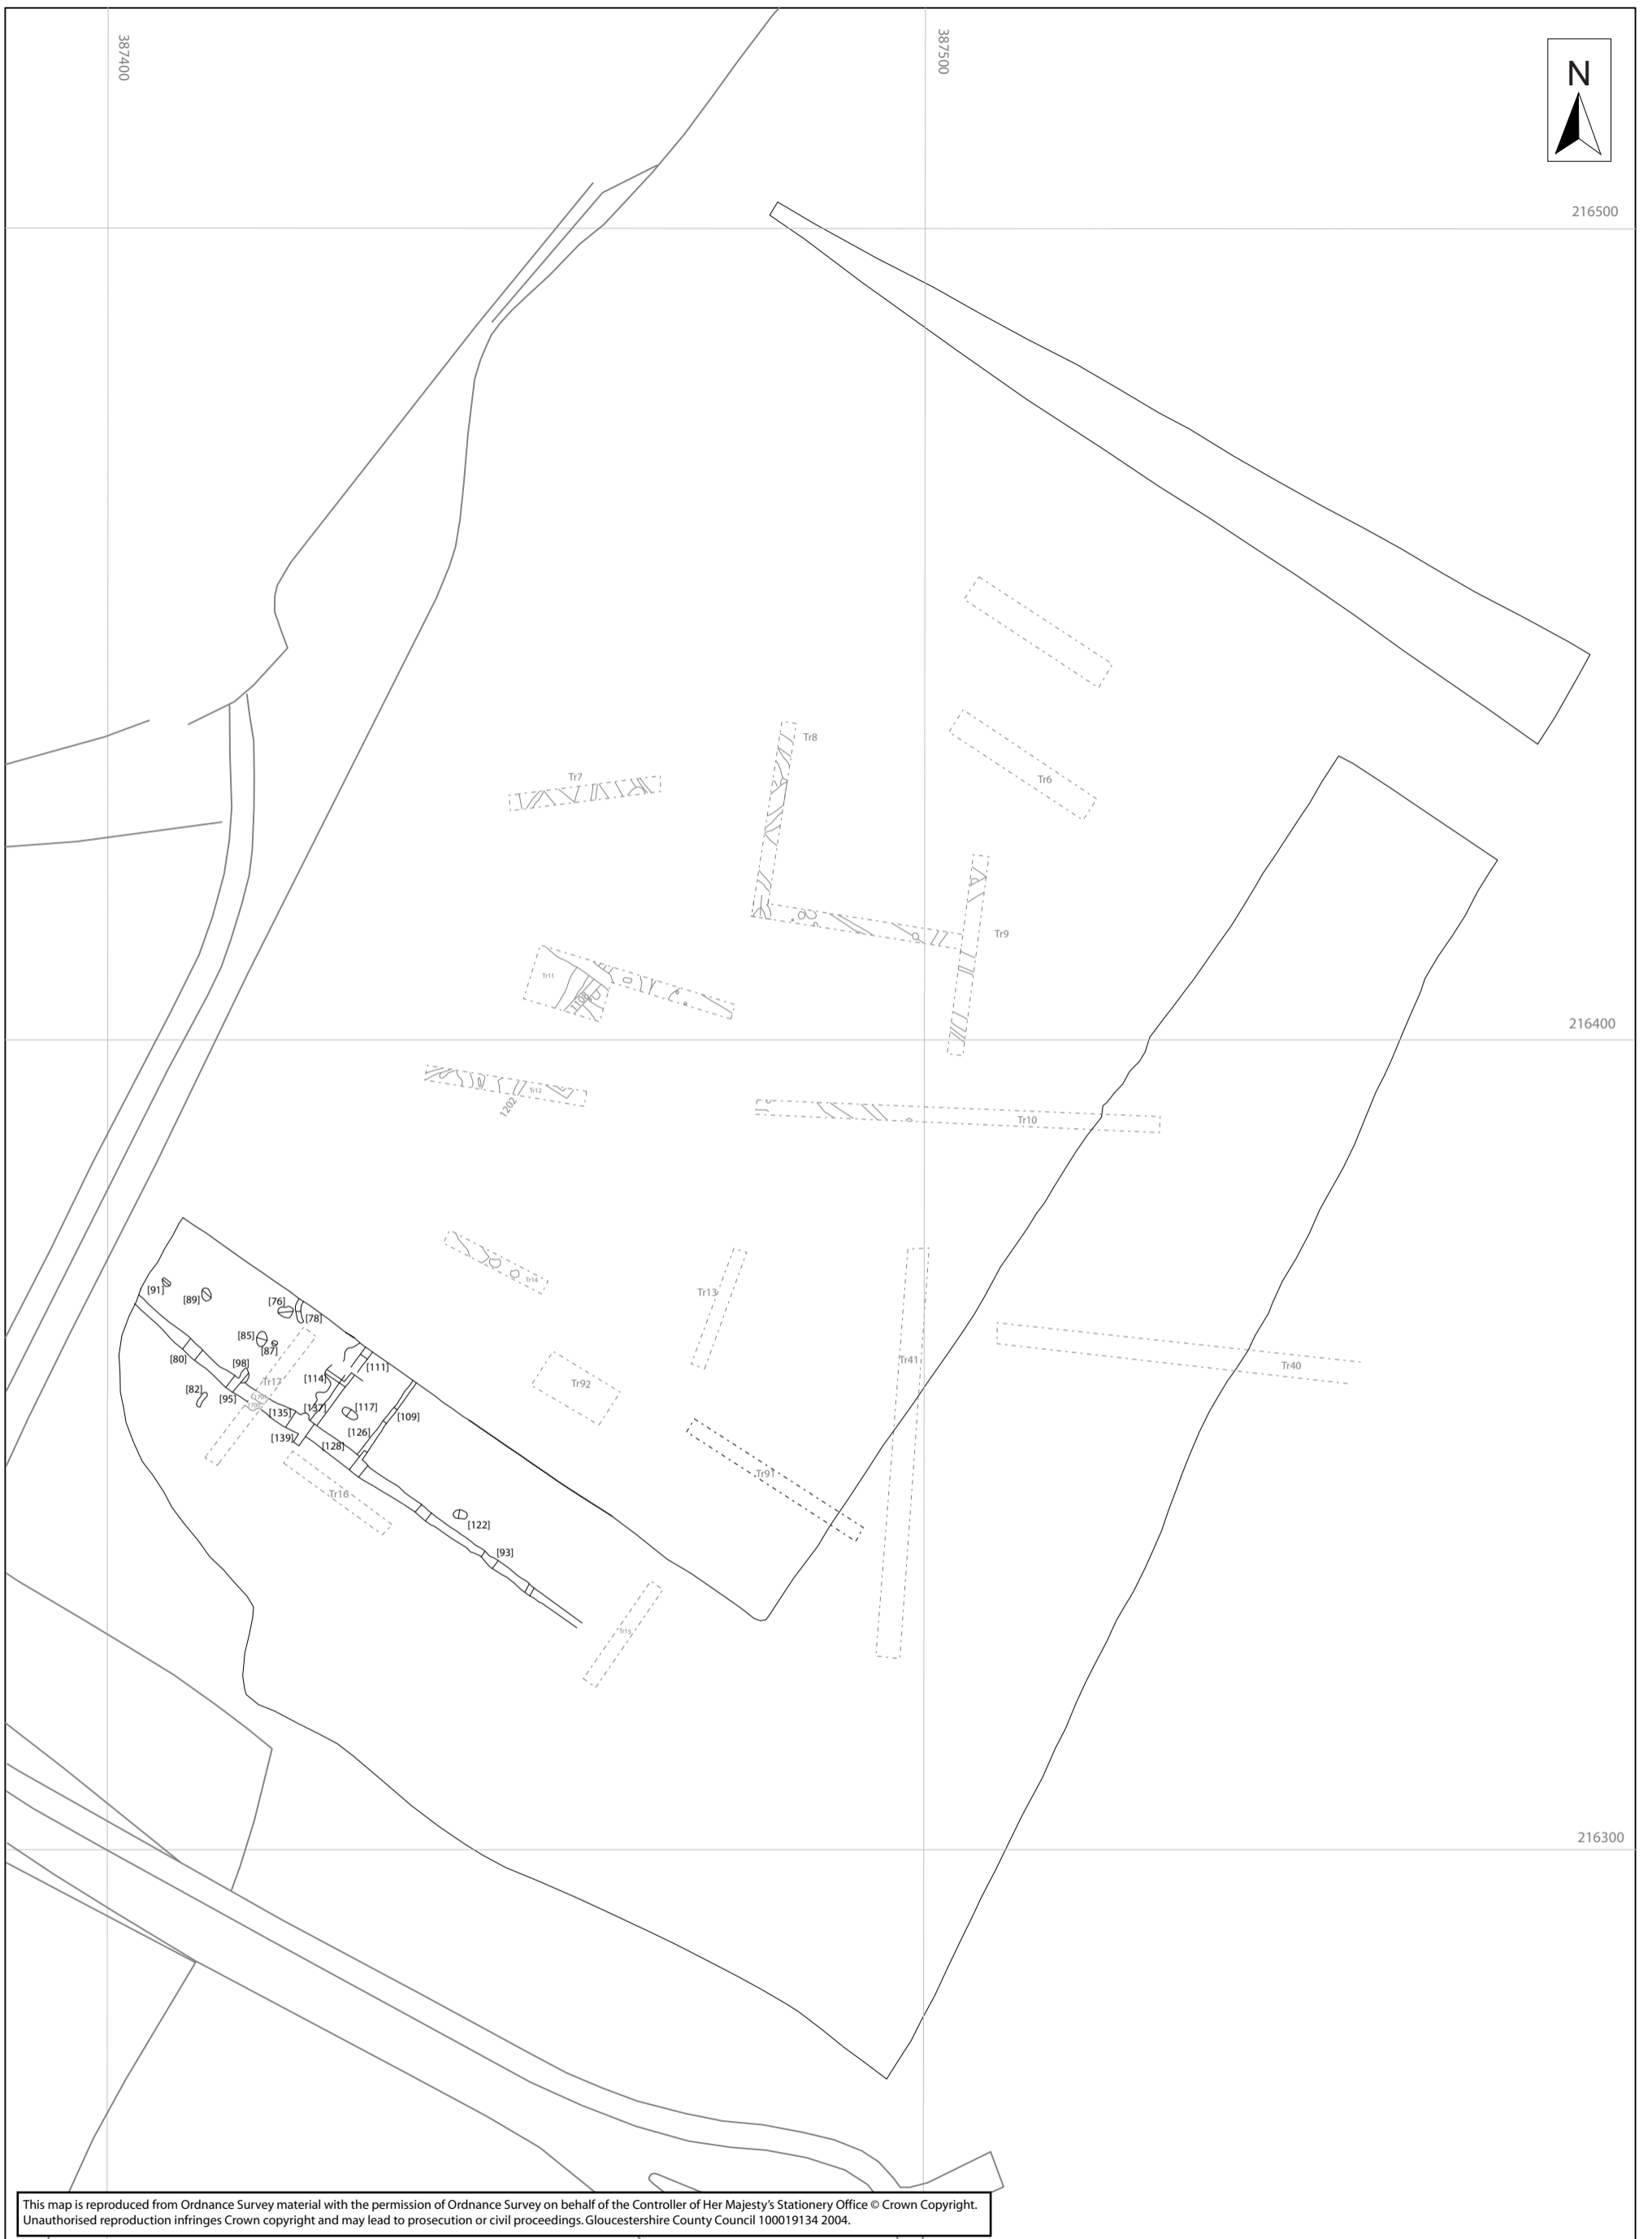 387400
387500
N
216500
Tr8
Tr7
Tr6
Tr9
Tr11
1108
216400
Tr12
1202
Tr10
Tr14
[91]
[89]
[76]
[78]
Tr13
[85]
[87]
[80]
[98]
[111]
Tr41
Tr40
[114]
Tr17
Tr92
[82]
[95]
[137]
[117]
[109]
[135]
[126]
[139]
[128]
Tr91
Tr16
[122]
[93]
Tr15
216300
This map is reproduced from Ordnance Survey material with the permission of Ordnance Survey on behalf of the Controller of Her Majesty's Stationery Office © Crown Copyright.
Unauthorised reproduction infringes Crown copyright and may lead to prosecution or civil proceedings. Gloucestershire County Council 100019134 2004.